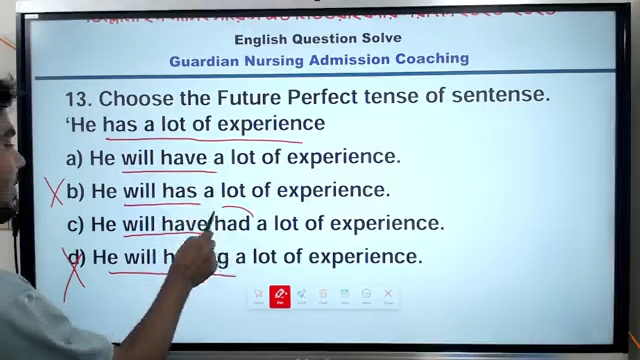 English Question Solve
Guardian Nursing Admission Coaching
13. Choose the Future Perfect tense of sentence.
‘He has a lot of experience
a) He will have a lot of experience.
b) He will has a lot of experience.
c) He will have had a lot of experience.
d) He will a lot of experience.